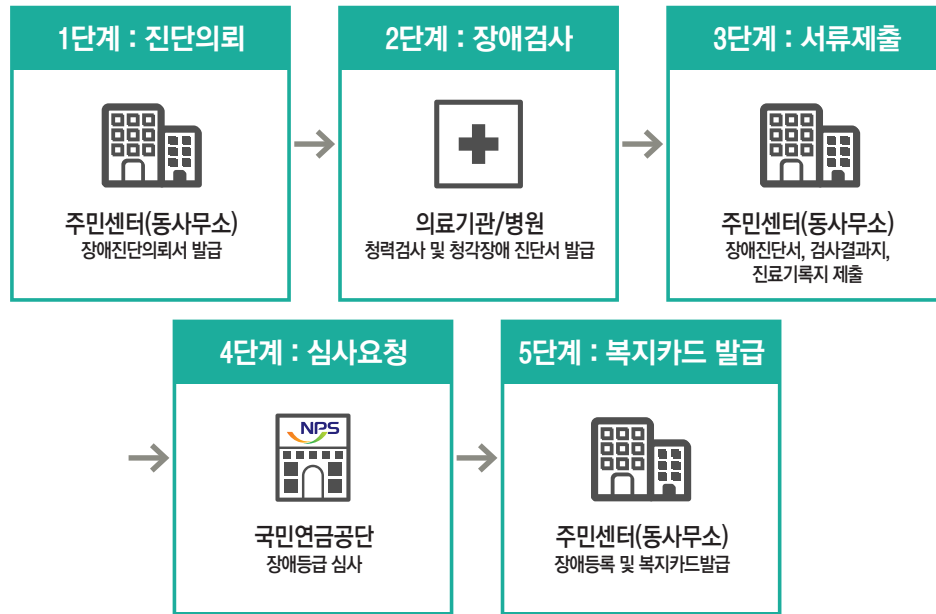 1단계 : 진단의뢰
주민센터(동사무소)
장애진단의뢰서 발급
2단계 : 장애검사
의료기관/병원
청력검사 및 청각장애 진단서 발급
3단계 : 서류제출
주민센터(동사무소)
장애진단서, 검사결과지,
진료기록지 제출
4단계 : 심사요청
NPS
국민연금공단
장애등급 심사
5단계 : 복지카드 발급
주민센터(동사무소)
장애등록 및 복지카드발급